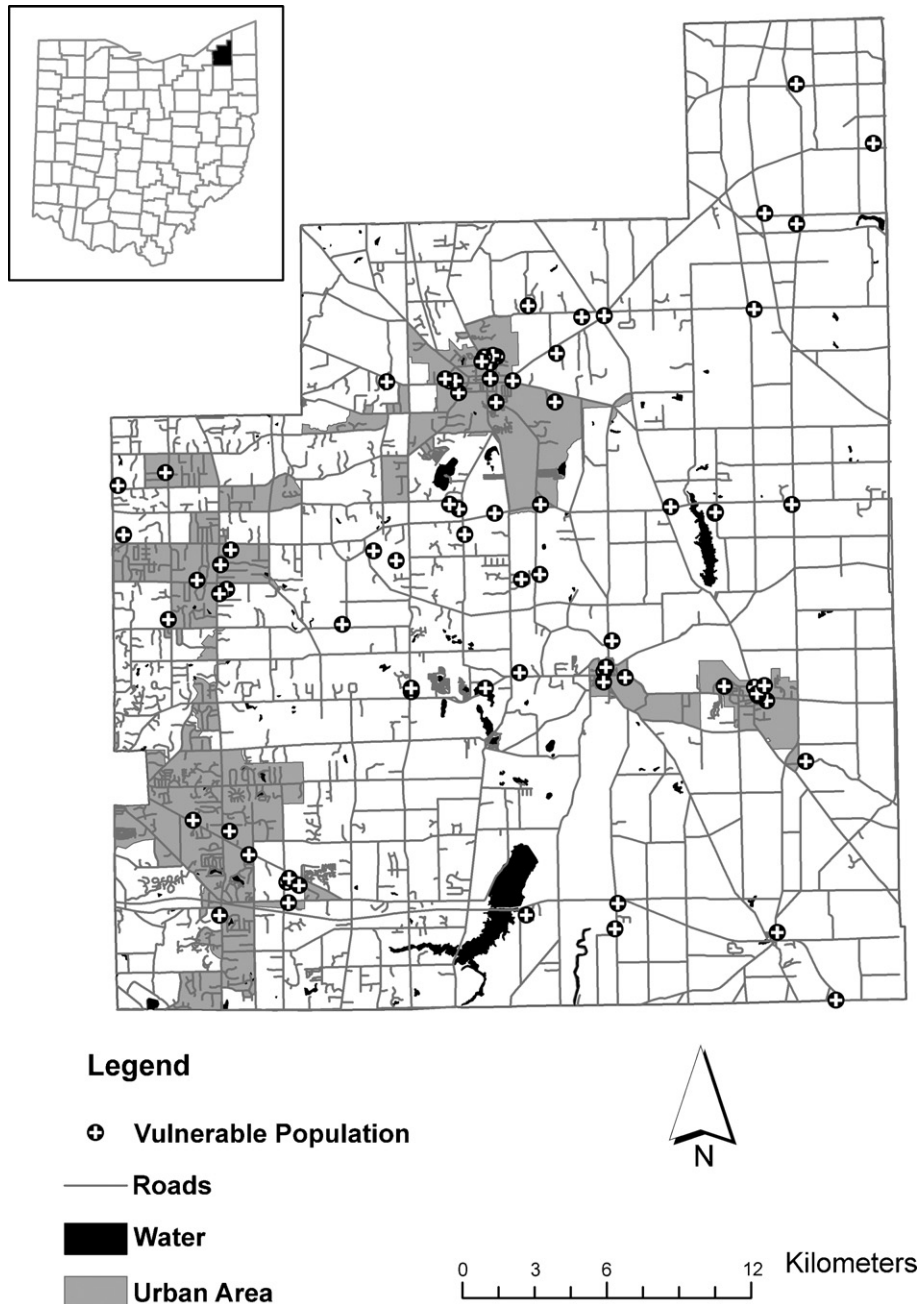 Legend
Vulnerable Population
Roads
Water
Urban Area
N
0 3 6 12 Kilometers